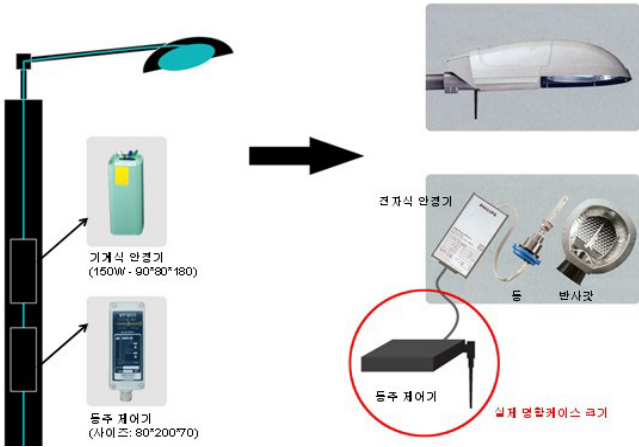 기계식 안정기
(150W - 90*80*180)
등주 제어기
(사이즈: 80*200*70)
전자식 안정기
PHILIPS
등
반사갓
등주 제어기
실제 명함케이스 크기